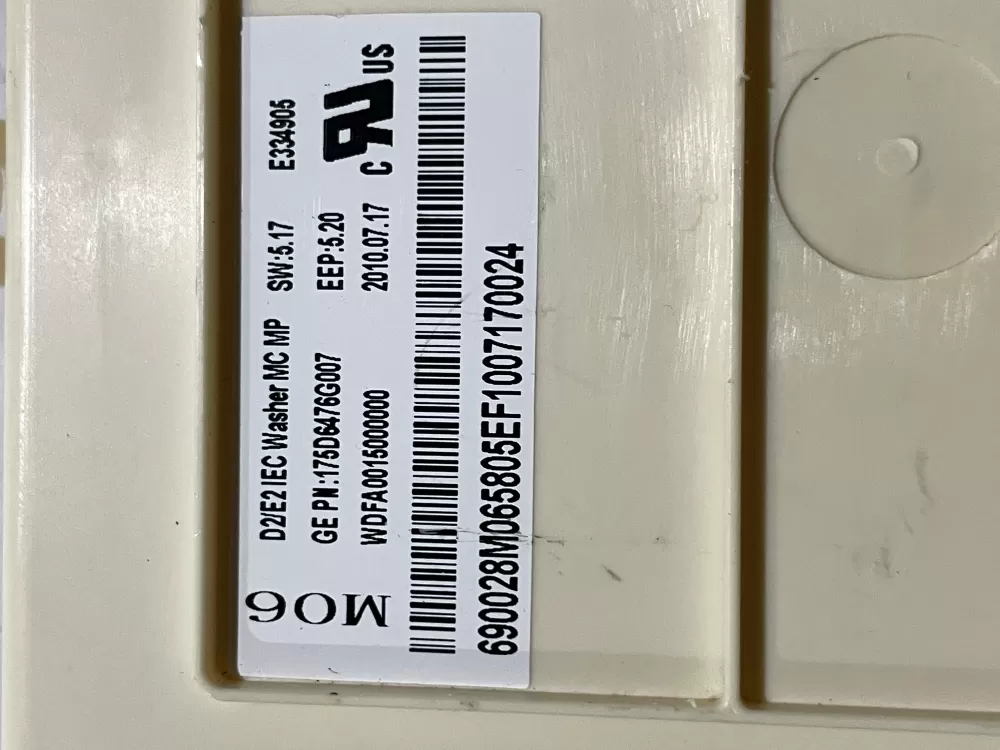 D2/E2 IEC Washer MC MP SW:5.17 E334905
GE PN:175D6476G007 EEP:5.20
WDFA0015000000 2010.07.17
C RU US
M06
690028M065805EF1007170024